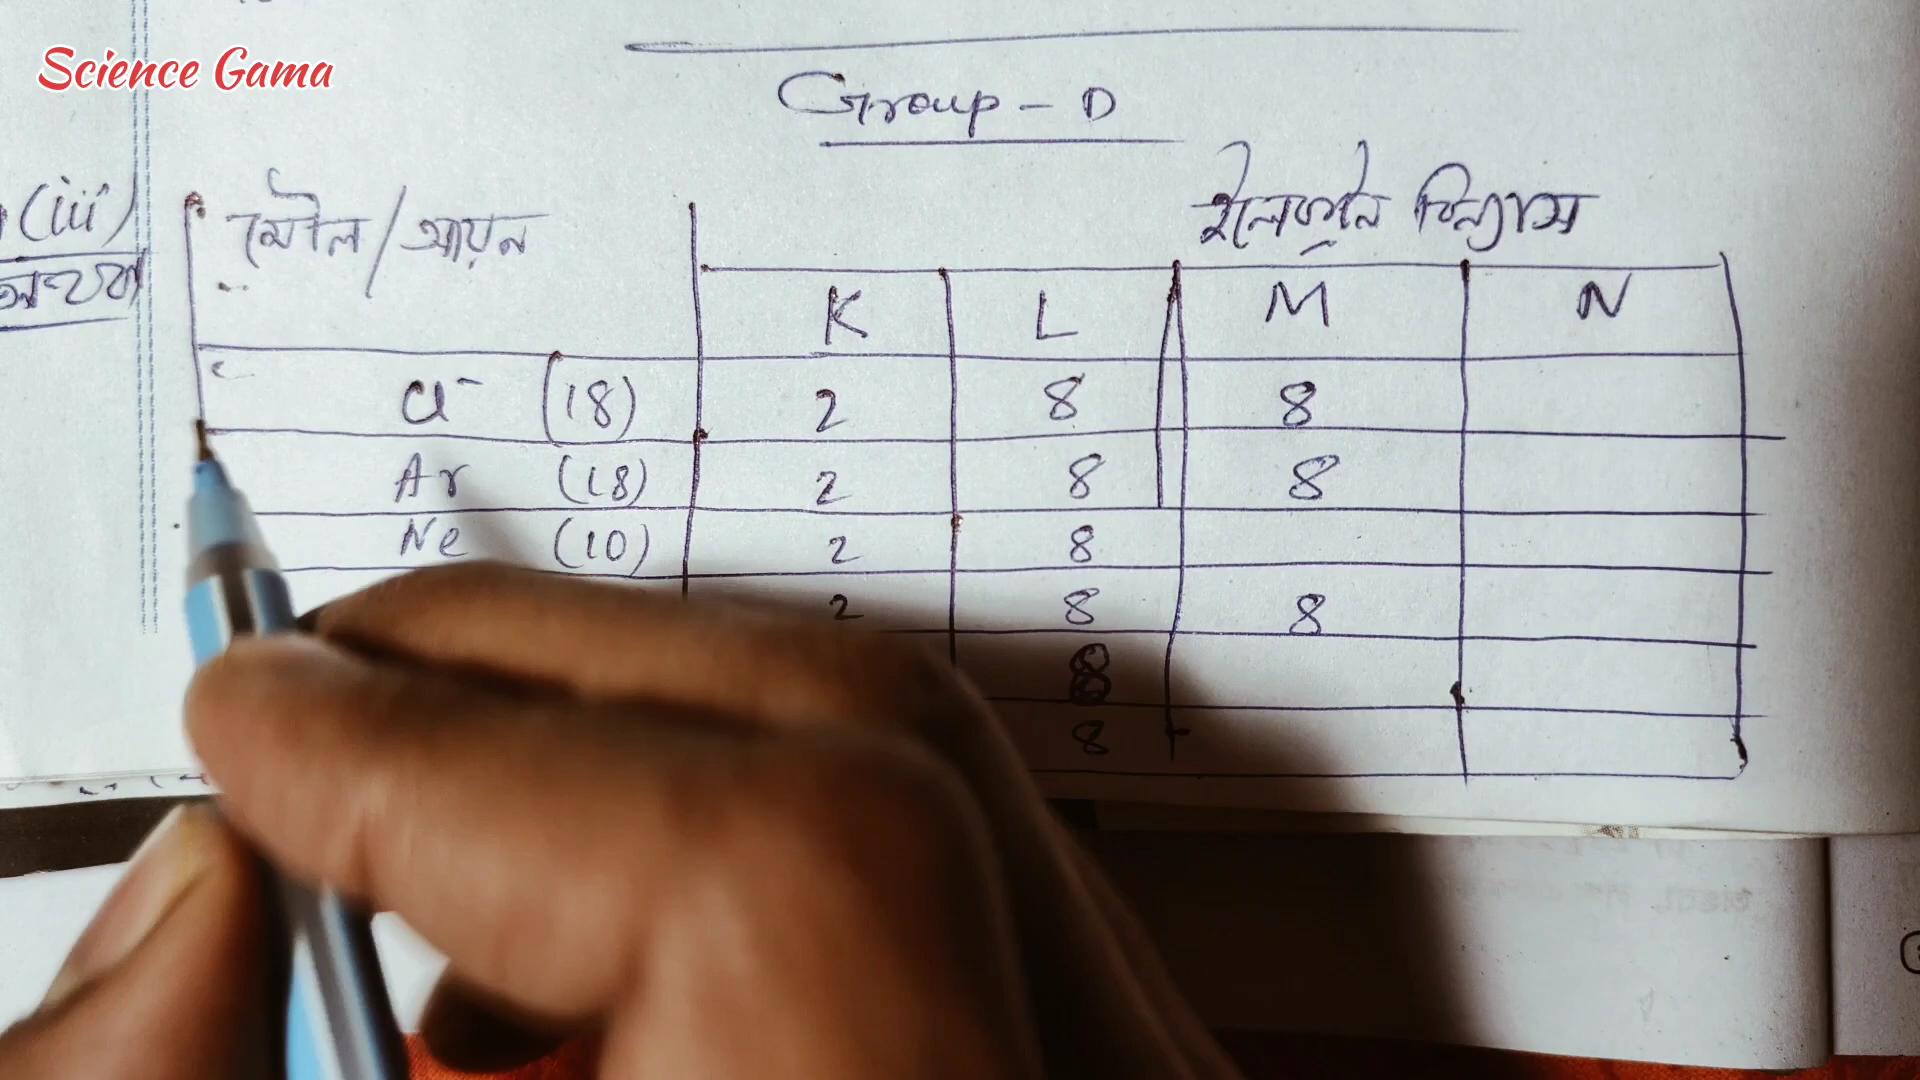 Science Gama
Group - D
(iii)
অথবা
মৌল/আয়ন
ইলেকট্রন বিন্যাস
K L M N
Cl⁻ (18) 2 8 8
Ar (18) 2 8 8
Ne (10) 2 8
2 8 8
8
8